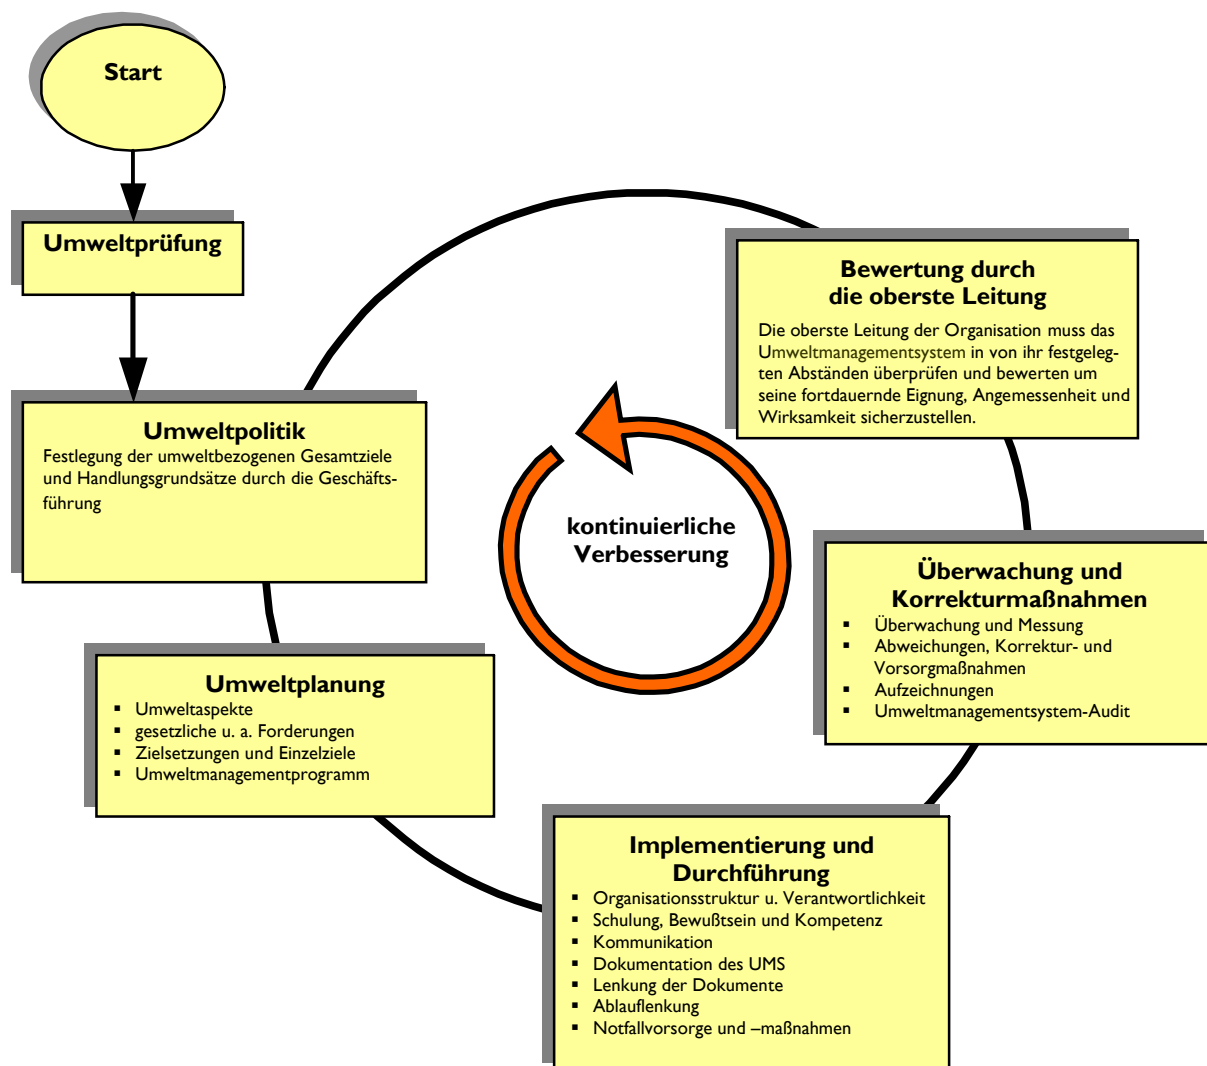 Start
Umweltprüfung
Umweltpolitik
Festlegung der umweltbezogenen Gesamtziele
und Handlungsgrundsätze durch die Geschäfts-
führung
Umweltplanung
▪ Umweltaspekte
▪ gesetzliche u. a. Forderungen
▪ Zielsetzungen und Einzelziele
▪ Umweltmanagementprogramm
Implementierung und
Durchführung
▪ Organisationsstruktur u. Verantwortlichkeit
▪ Schulung, Bewußtsein und Kompetenz
▪ Kommunikation
▪ Dokumentation des UMS
▪ Lenkung der Dokumente
▪ Ablauflenkung
▪ Notfallvorsorge und –maßnahmen
Überwachung und
Korrekturmaßnahmen
▪ Überwachung und Messung
▪ Abweichungen, Korrektur- und
Vorsorgmaßnahmen
▪ Aufzeichnungen
▪ Umweltmanagementsystem-Audit
Bewertung durch
die oberste Leitung
Die oberste Leitung der Organisation muss das
Umweltmanagementsystem in von ihr festgeleg-
ten Abständen überprüfen und bewerten um
seine fortdauernde Eignung, Angemessenheit und
Wirksamkeit sicherzustellen.
kontinuierliche
Verbesserung